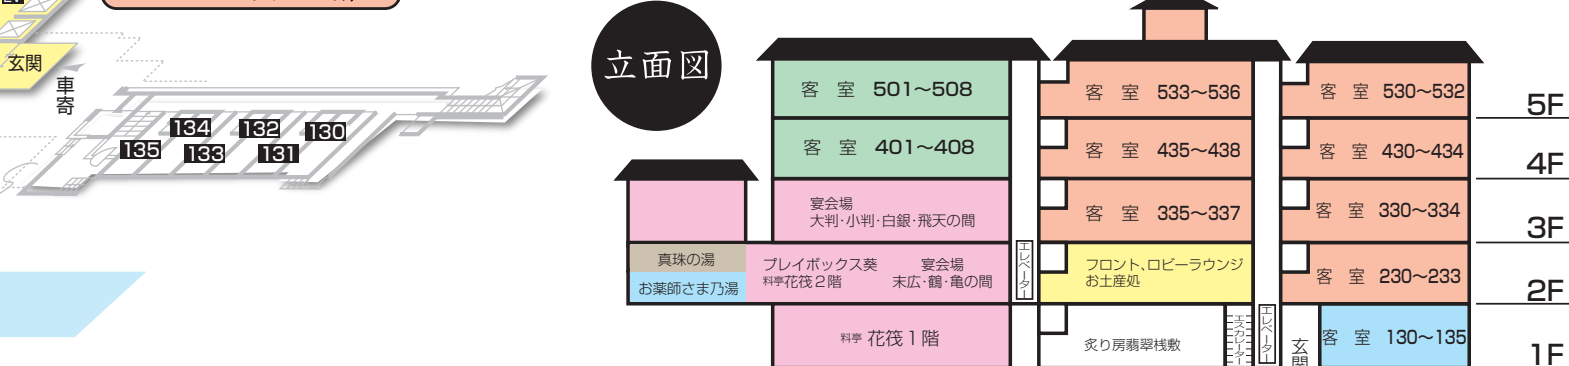 玄関
車寄
134
132
130
135
133
131
立面図
客 室 501〜508
客 室 533〜536
客 室 530〜532
5F
客 室 401〜408
客 室 435〜438
客 室 430〜434
4F
宴会場
大判・小判・白銀・飛天の間
客 室 335〜337
客 室 330〜334
3F
真珠の湯
お薬師さま乃湯
プレイボックス葵
料亭花筏2階
宴会場
末広・鶴・亀の間
エレベーター
フロント、ロビーラウンジ
お土産処
客 室 230〜233
2F
料亭 花筏1階
炙り房翡翠桟敷
エスカレーター
エレベーター
玄関
客 室 130〜135
1F